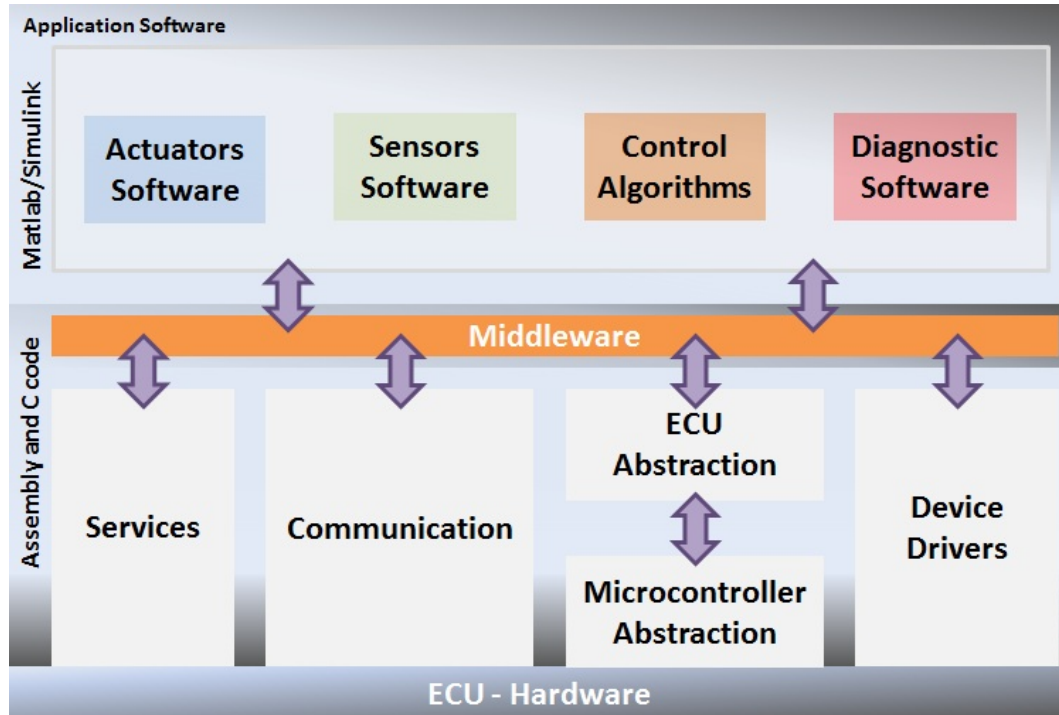 Application Software
Matlab/Simulink
Actuators
Software
Sensors
Software
Control
Algorithms
Diagnostic
Software
Middleware
Assembly and C code
Services
Communication
ECU
Abstraction
Microcontroller
Abstraction
Device
Drivers
ECU - Hardware